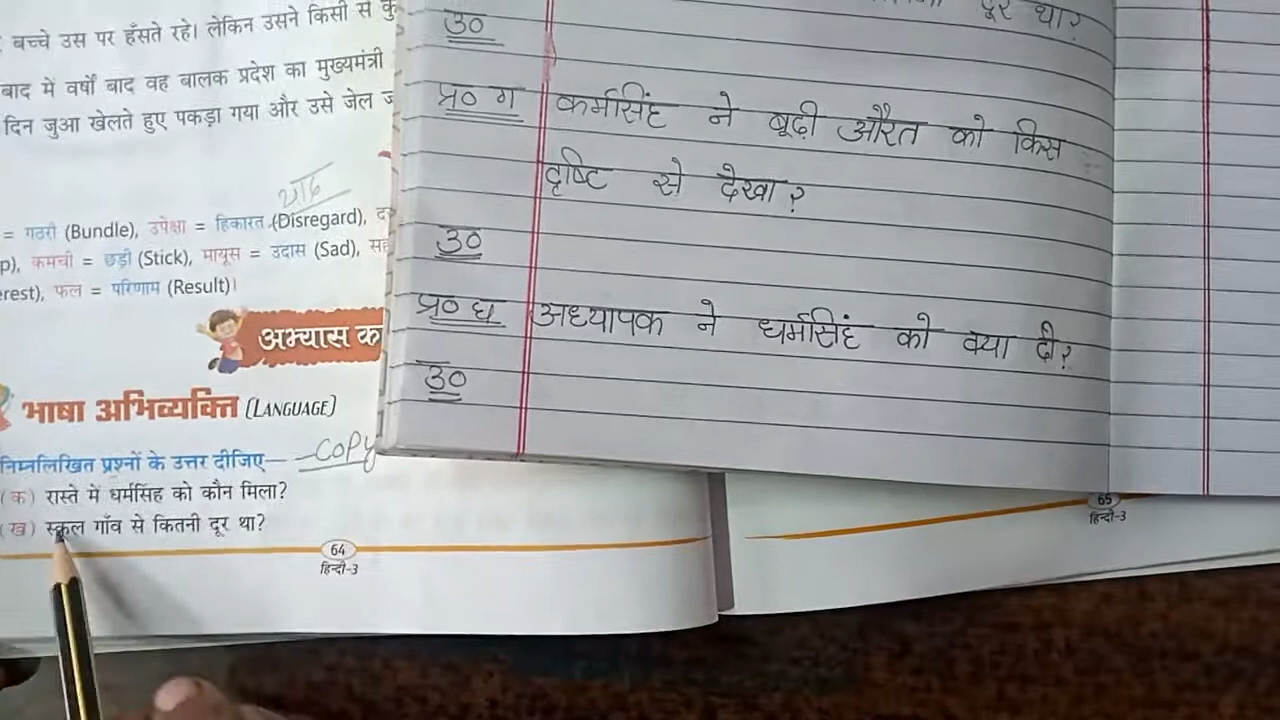 बच्चे उस पर हँसते रहे। लेकिन उसने किसी से कु
बाद में वर्षों बाद वह बालक प्रदेश का मुख्यमंत्री
दिन जुआ खेलते हुए पकड़ा गया और उसे जेल ज
याद
= गठरी (Bundle), उपेक्षा = हिकारत (Disregard), द
p), कमची = छड़ी (Stick), मायूस = उदास (Sad), सह
erest), फल = परिणाम (Result)।
अभ्यास क
भाषा अभिव्यक्ति (LANGUAGE)
निम्नलिखित प्रश्नों के उत्तर दीजिए— COPY
(क) रास्ते में धर्मसिंह को कौन मिला?
(ख) स्कूल गाँव से कितनी दूर था?
64
हिन्दी-3
दूर था?
उ०
प्र० ग कर्मसिंह ने बूढ़ी औरत को किस
दृष्टि से देखा?
उ०
प्र० घ अध्यापक ने धर्मसिंह को क्या दी?
उ०
65
हिन्दी-3